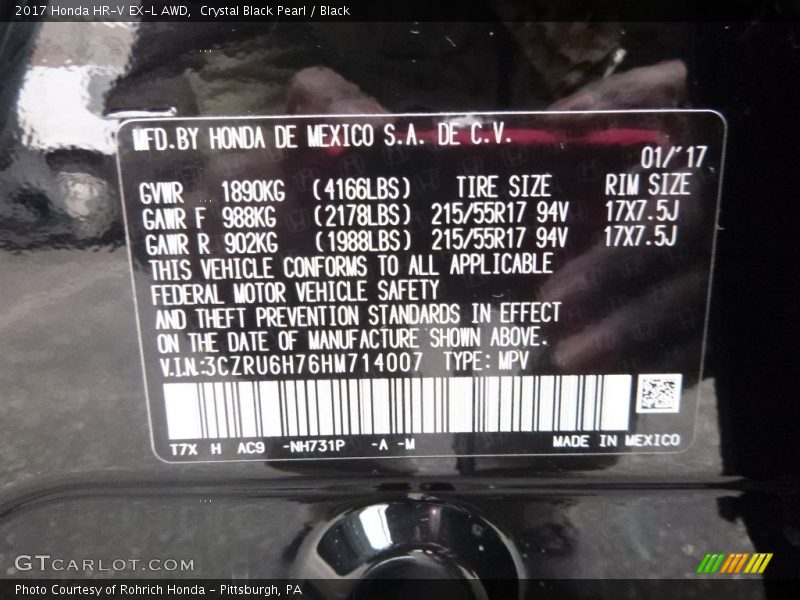 2017 Honda HR-V EX-L AWD, Crystal Black Pearl / Black
MFD.BY HONDA DE MEXICO S.A. DE C.V.
01/'17
GVWR 1890KG (4166LBS) TIRE SIZE RIM SIZE
GAWR F 988KG (2178LBS) 215/55R17 94V 17X7.5J
GAWR R 902KG (1988LBS) 215/55R17 94V 17X7.5J
THIS VEHICLE CONFORMS TO ALL APPLICABLE
FEDERAL MOTOR VEHICLE SAFETY
AND THEFT PREVENTION STANDARDS IN EFFECT
ON THE DATE OF MANUFACTURE SHOWN ABOVE.
V.I.N.:3CZRU6H76HM714007 TYPE: MPV
T7X H AC9 -NH731P -A -M MADE IN MEXICO
GTCARLOT.COM
Photo Courtesy of Rohrich Honda - Pittsburgh, PA